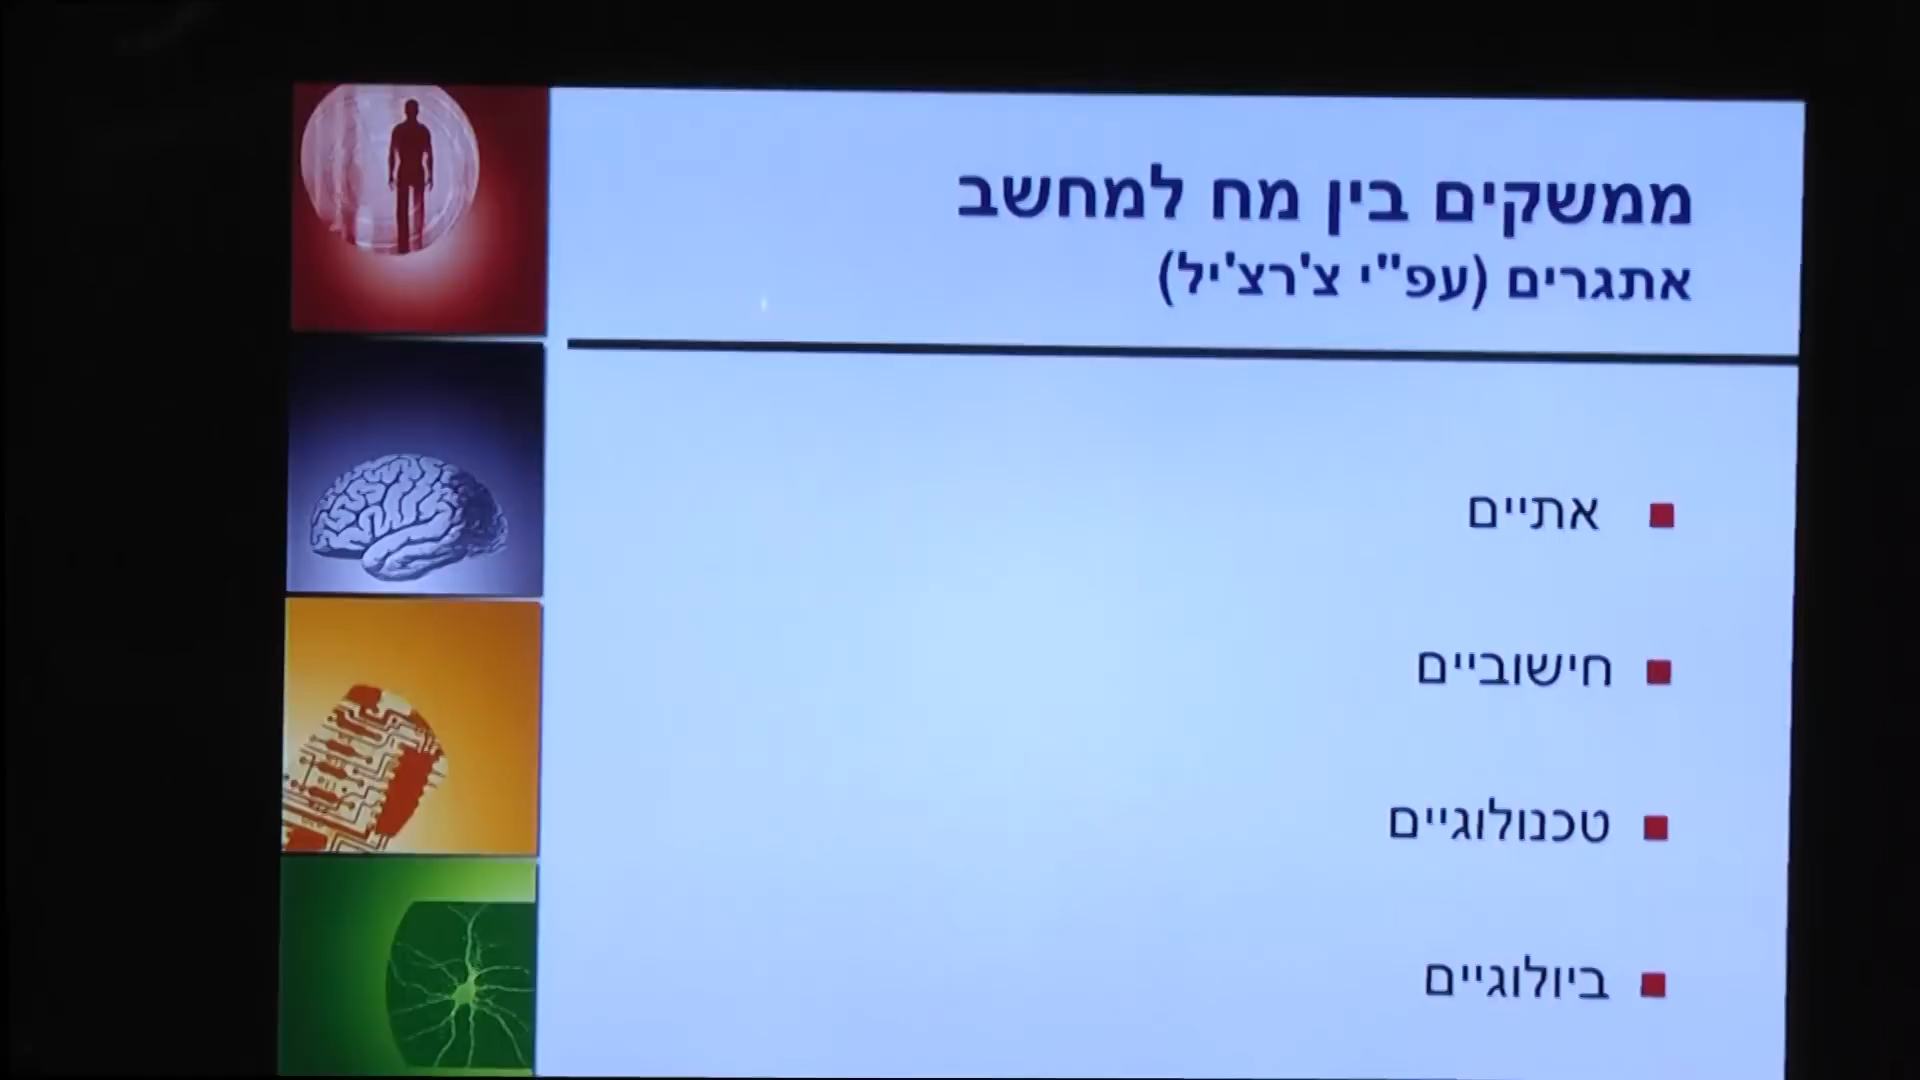 ממשקים בין מח למחשב
אתגרים (עפ"י צ'רצ'יל)
אתיים
חישוביים
טכנולוגיים
ביולוגיים